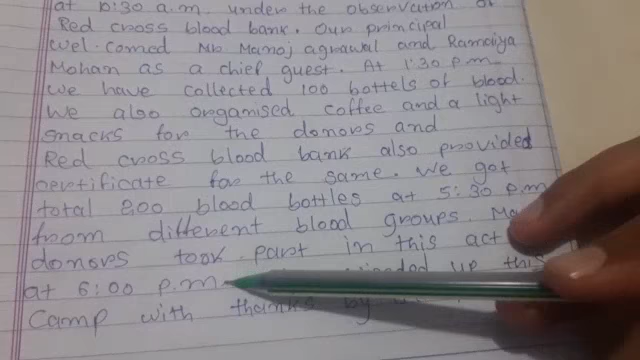 at 10:30 a.m. under the observation of
Red cross blood bank. Our principal
wel-comed Mr. Manoj agrawal and Ramaiya
Mohan as a chief guest. At 1:30 p.m.
we have collected 100 bottels of blood.
We also organised coffee and a light
snacks for the donors and
Red cross blood bank also provided
certificate for the same. We got
total 200 blood bottles at 5:30 p.m
from different blood groups.
donors took part in this act
at 6:00 p.m. up this
Camp with thanks by